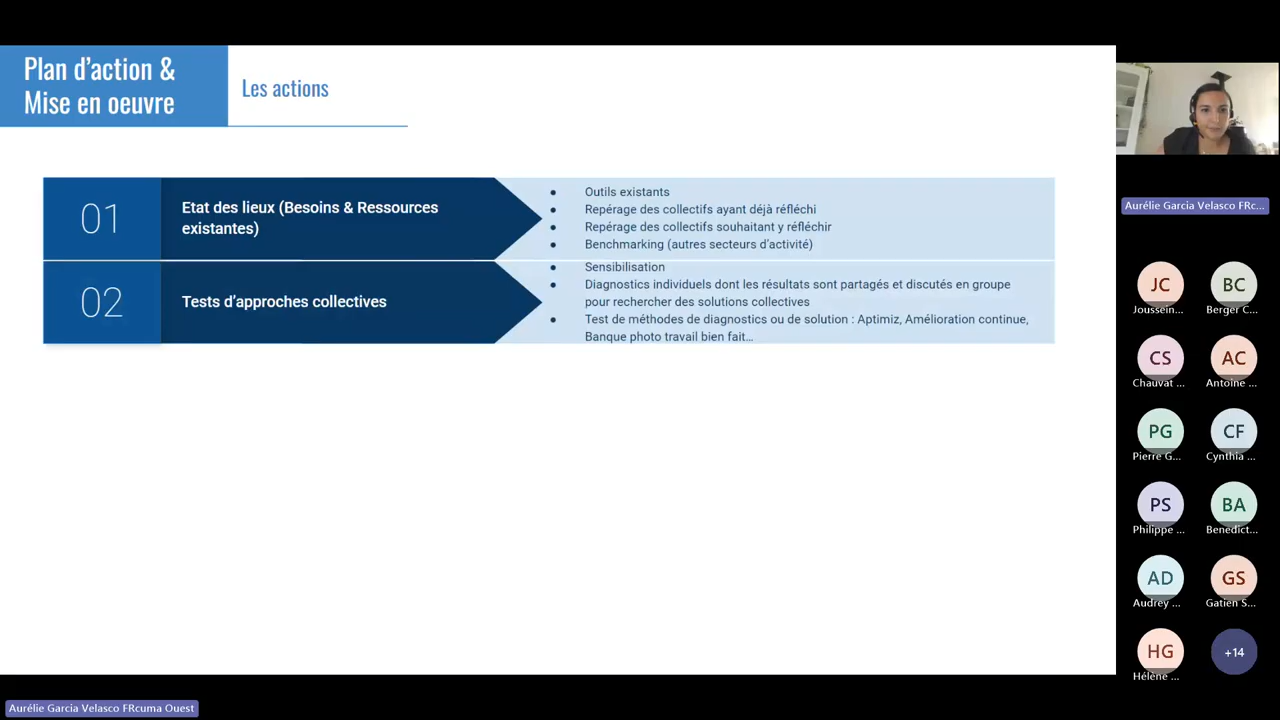 Plan d'action &
Mise en oeuvre
Les actions
01
Etat des lieux (Besoins & Ressources
existantes)
● Outils existants
● Repérage des collectifs ayant déjà réfléchi
● Repérage des collectifs souhaitant y réfléchir
● Benchmarking (autres secteurs d'activité)
02
Tests d'approches collectives
● Sensibilisation
● Diagnostics individuels dont les résultats sont partagés et discutés en groupe
pour rechercher des solutions collectives
● Test de méthodes de diagnostics ou de solution : Aptimiz, Amélioration continue,
Banque photo travail bien fait…
Aurélie Garcia Velasco FRc...
JC
BC
Joussein...
Berger C...
CS
AC
Chauvat ...
Antoine ...
PG
CF
Pierre G...
Cynthia ...
PS
BA
Philippe ...
Benedict...
AD
GS
Audrey ...
Gatien S...
HG
+14
Hélène ...
Aurélie Garcia Velasco FRcuma Ouest